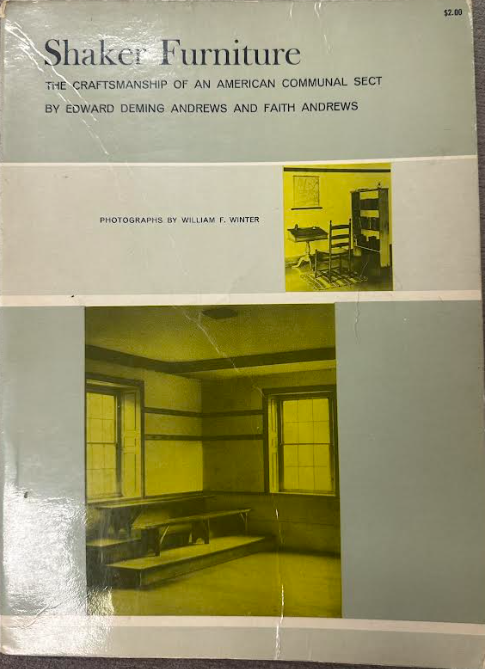 $2.00
Shaker Furniture
THE CRAFTSMANSHIP OF AN AMERICAN COMMUNAL SECT
BY EDWARD DEMING ANDREWS AND FAITH ANDREWS
PHOTOGRAPHS BY WILLIAM F. WINTER